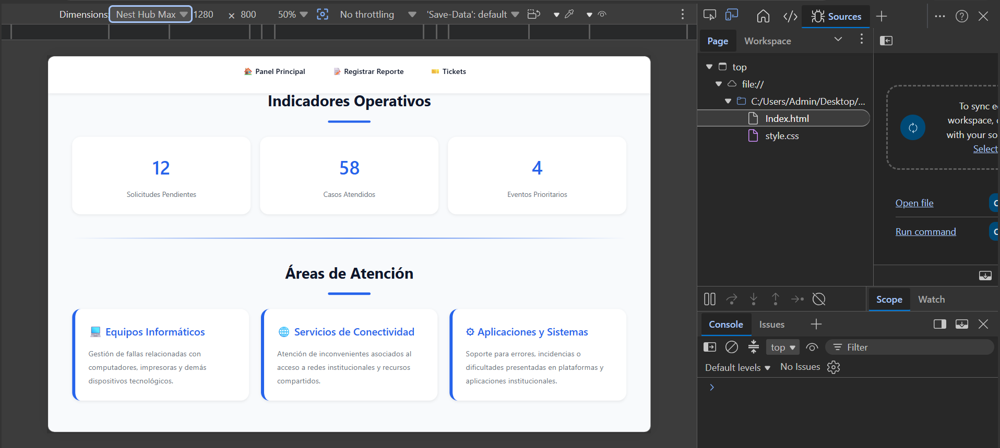 Dimensions: Nest Hub Max 1280 × 800 50% No throttling 'Save-Data': default
Panel Principal Registrar Reporte Tickets
Indicadores Operativos
12 58 4
Solicitudes Pendientes Casos Atendidos Eventos Prioritarios
Áreas de Atención
Equipos Informáticos
Gestión de fallas relacionadas con
computadores, impresoras y demás
dispositivos tecnológicos.
Servicios de Conectividad
Atención de inconvenientes asociados al
acceso a redes institucionales y recursos
compartidos.
Aplicaciones y Sistemas
Soporte para errores, incidencias o
dificultades presentadas en plataformas y
aplicaciones institucionales.
Sources
Page Workspace
top
file://
C:/Users/Admin/Desktop/...
Index.html
style.css
To sync e
workspace,
with your so
Select
Open file
Run command
Scope Watch
Console Issues
top Filter
Default levels No Issues